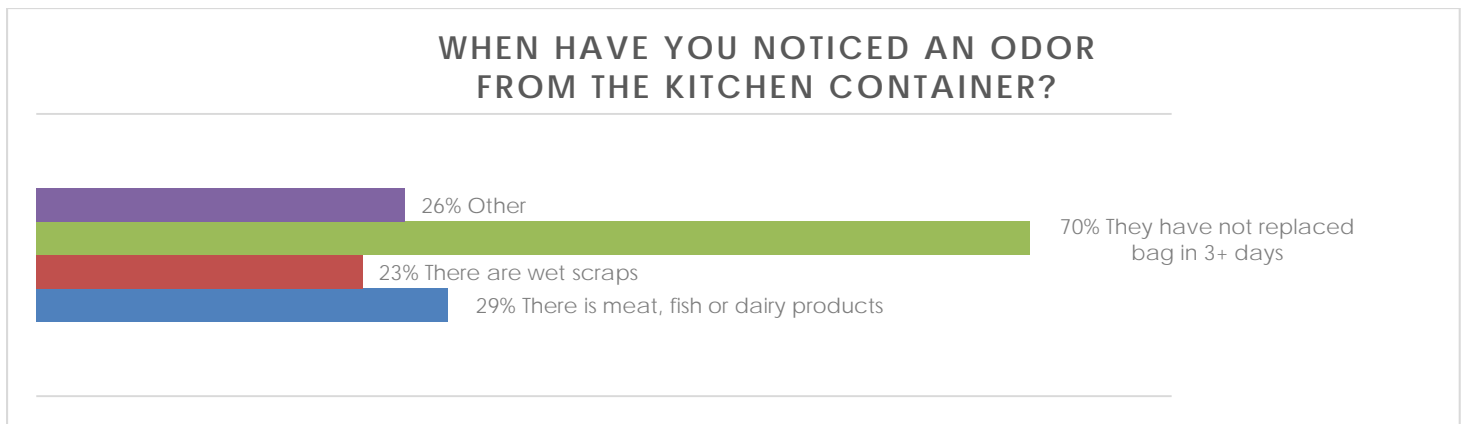 WHEN HAVE YOU NOTICED AN ODOR
FROM THE KITCHEN CONTAINER?
26% Other
70% They have not replaced
bag in 3+ days
23% There are wet scraps
29% There is meat, fish or dairy products